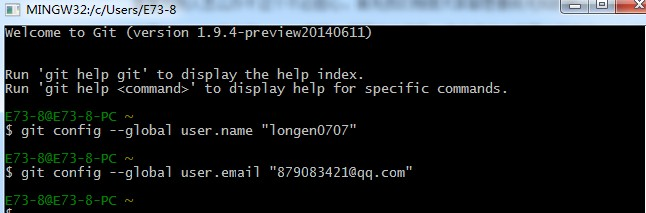 MINGW32:/c/Users/E73-8
Welcome to Git (version 1.9.4-preview20140611)
Run 'git help git' to display the help index.
Run 'git help <command>' to display help for specific commands.
E73-8@E73-8-PC ~
$ git config --global user.name "longen0707"
E73-8@E73-8-PC ~
$ git config --global user.email "879083421@qq.com"
E73-8@E73-8-PC ~
$